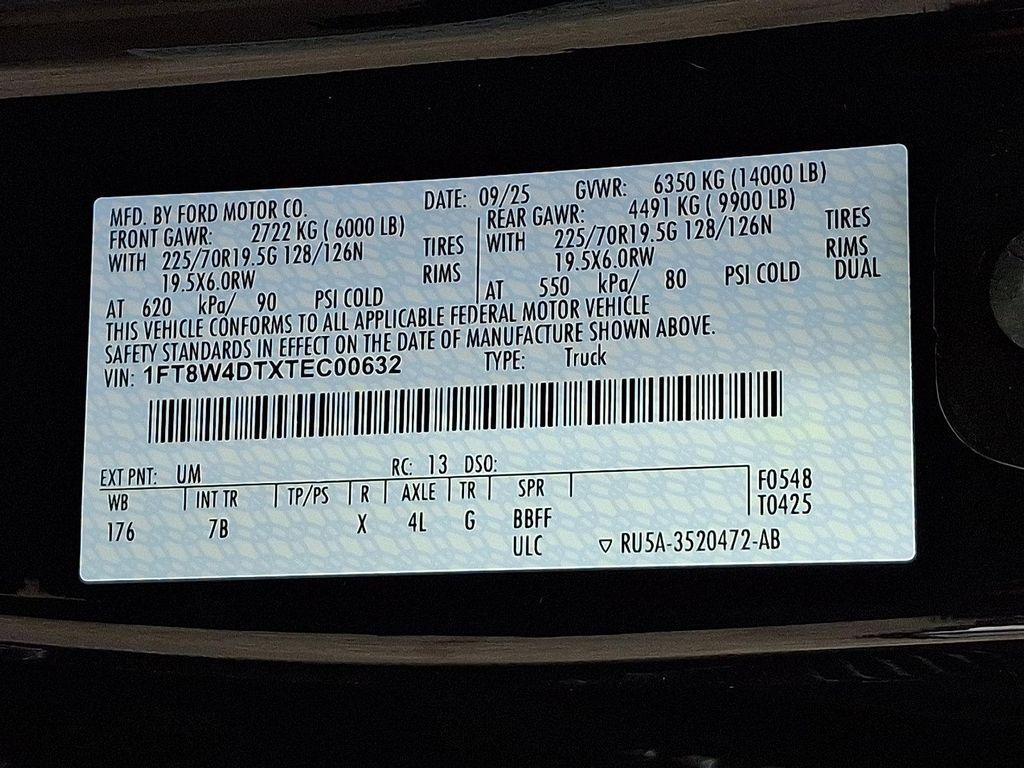 MFD. BY FORD MOTOR CO. DATE: 09/25 GVWR: 6350 KG (14000 LB)
FRONT GAWR: 2722 KG ( 6000 LB) REAR GAWR: 4491 KG ( 9900 LB)
WITH 225/70R19.5G 128/126N TIRES WITH 225/70R19.5G 128/126N TIRES
19.5X6.0RW RIMS 19.5X6.0RW RIMS
AT 620 kPa/ 90 PSI COLD AT 550 kPa/ 80 PSI COLD DUAL
THIS VEHICLE CONFORMS TO ALL APPLICABLE FEDERAL MOTOR VEHICLE
SAFETY STANDARDS IN EFFECT ON THE DATE OF MANUFACTURE SHOWN ABOVE.
VIN: 1FT8W4DTXTEC00632 TYPE: Truck
EXT PNT: UM RC: 13 DSO:
WB INT TR TP/PS R AXLE TR SPR F0548
176 7B X 4L G BBFF T0425
ULC ▽ RU5A-3520472-AB